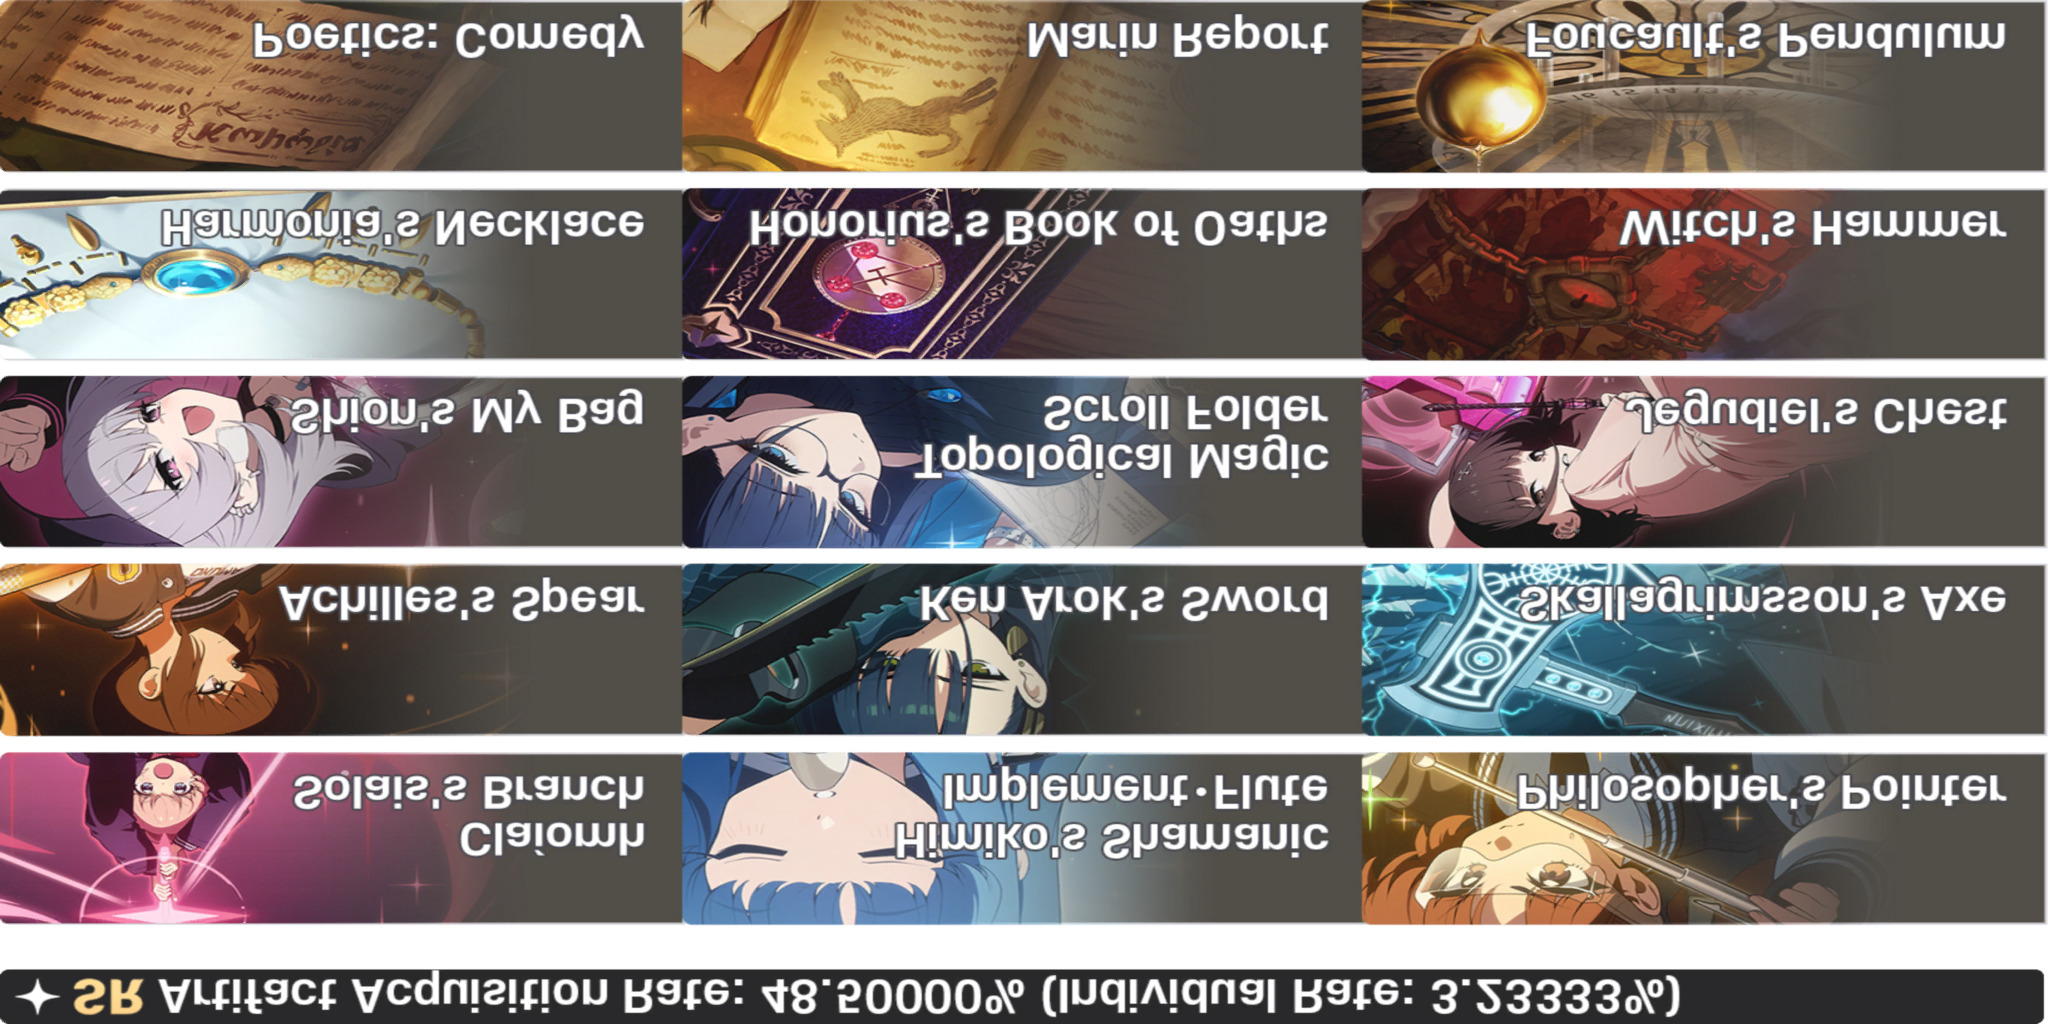 SR Artifact Acquisition Rate: 48.50000% (Individual Rate: 3.23333%)
Claíomh
Solais's Branch
Himiko's Shamanic
Implement·Flute
Philosopher's Pointer
Achilles's Spear
Ken Arok's Sword
Skallagrimsson's Axe
Shion's My Bag
Topological Magic
Scroll Folder
Jegudiel's Chest
Harmonia's Necklace
Honorius's Book of Oaths
Witch's Hammer
Poetics: Comedy
Marin Report
Foucault's Pendulum